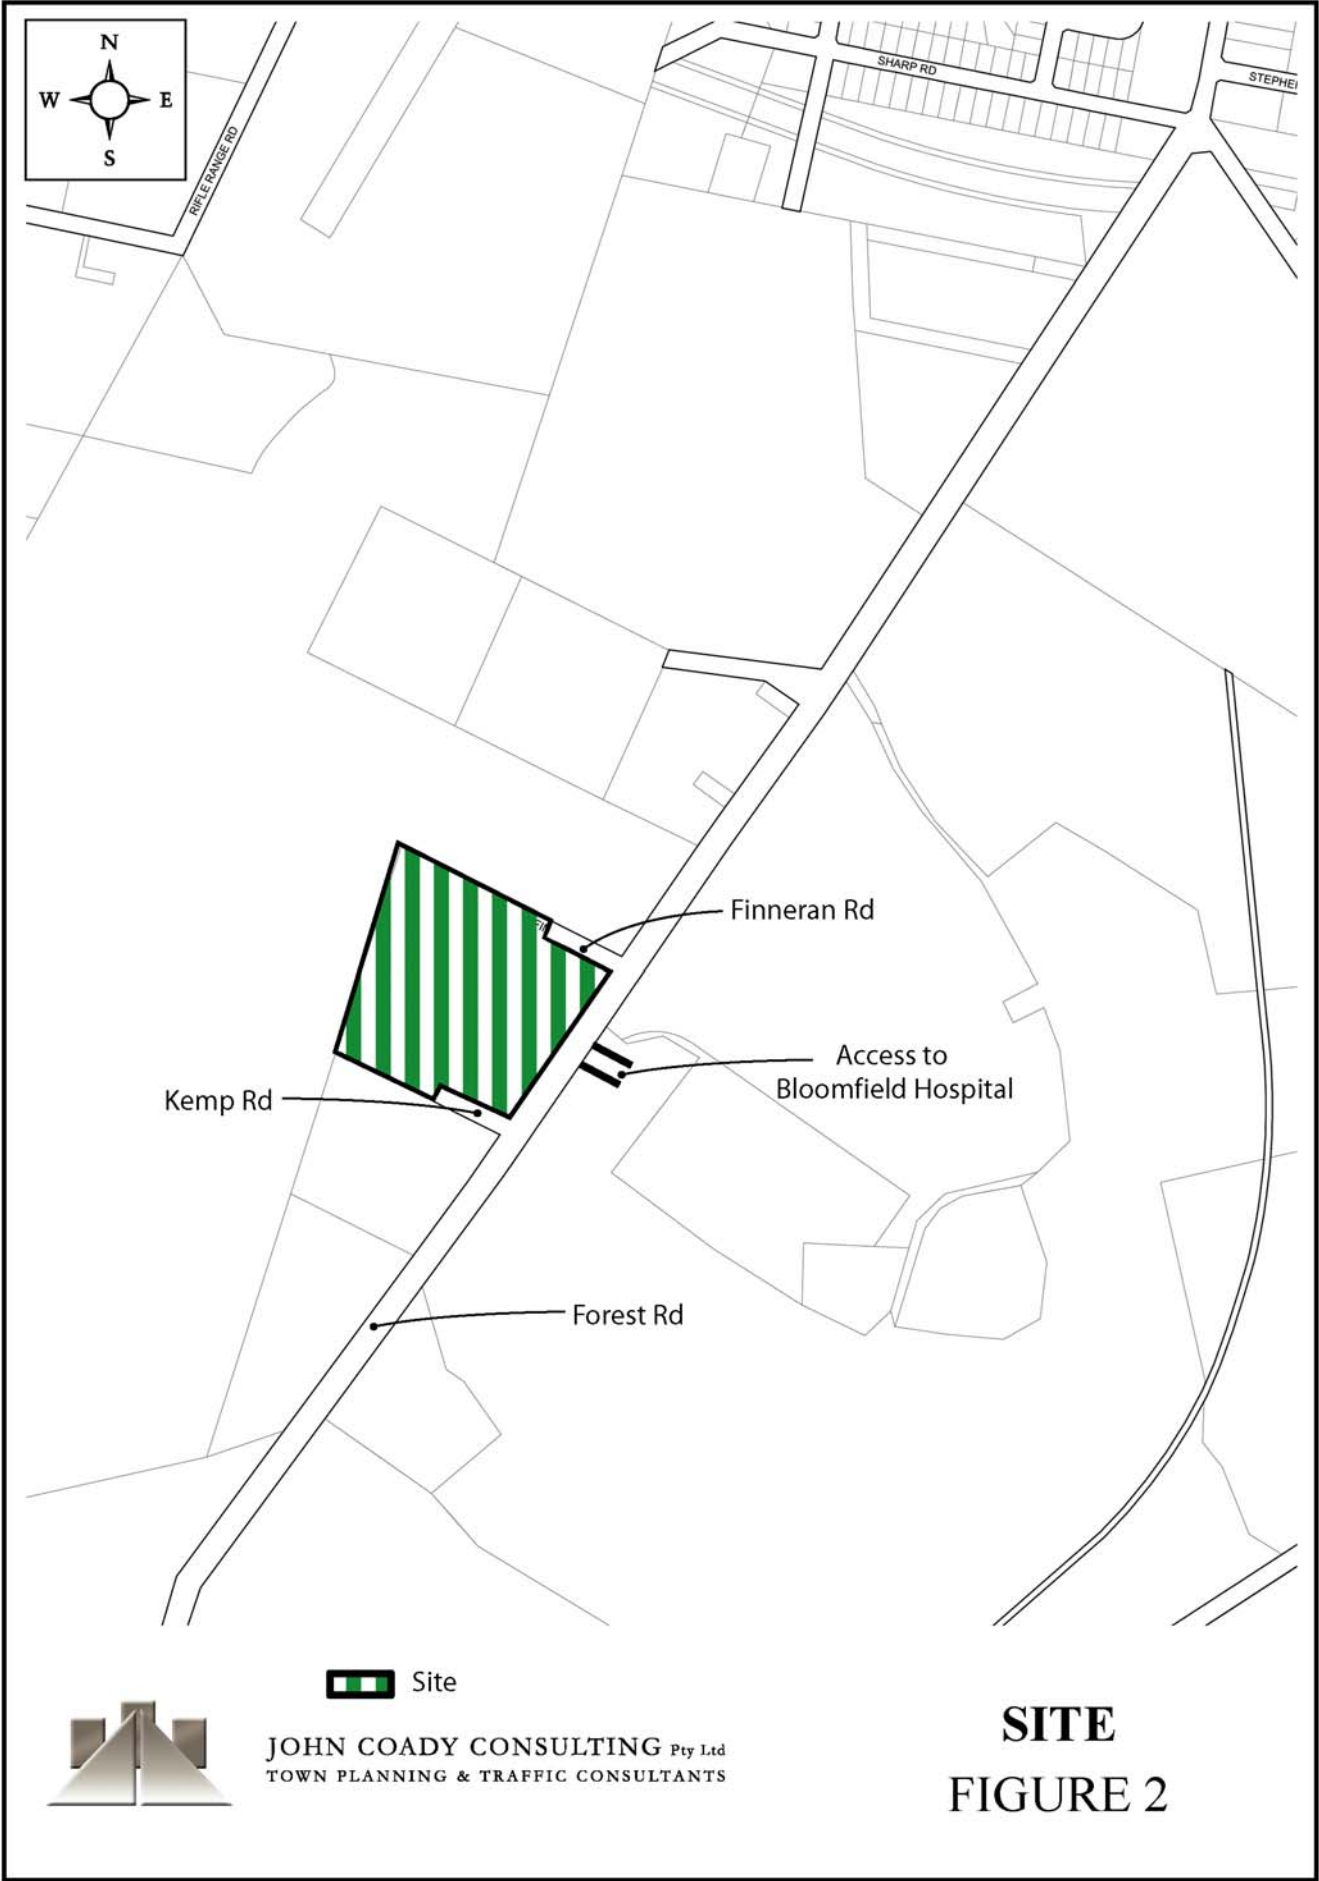 N
W E
S
RIFLE RANGE RD
SHARP RD
STEPHEN
Finneran Rd
Access to
Bloomfield Hospital
Kemp Rd
Forest Rd
Site
JOHN COADY CONSULTING Pty Ltd
TOWN PLANNING & TRAFFIC CONSULTANTS
SITE
FIGURE 2